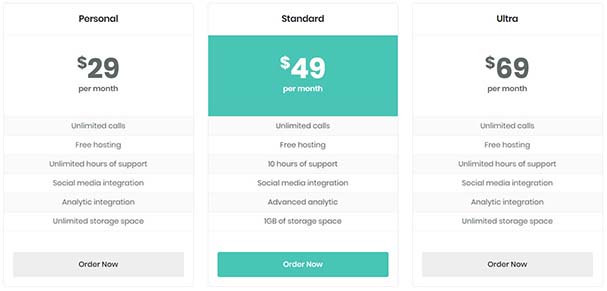 Personal
$29
per month
Unlimited calls
Free hosting
Unlimited hours of support
Social media integration
Analytic integration
Unlimited storage space
Order Now
Standard
$49
per month
Unlimited calls
Free hosting
10 hours of support
Social media integration
Advanced analytic
1GB of storage space
Order Now
Ultra
$69
per month
Unlimited calls
Free hosting
Unlimited hours of support
Social media integration
Analytic integration
Unlimited storage space
Order Now